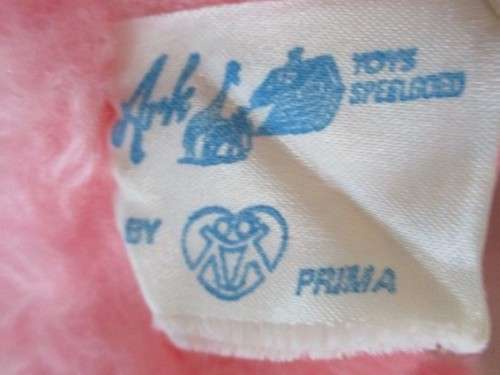 Ark TOYS
SPEELGOED
BY PRIMA